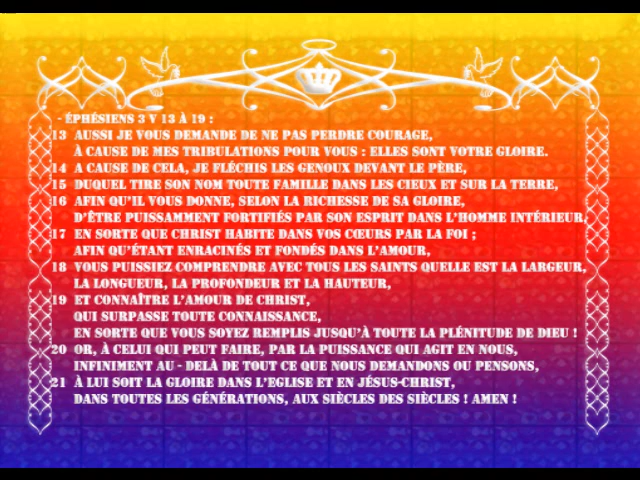 - ÉPHÉSIENS 3 V 13 À 19 :
13 AUSSI JE VOUS DEMANDE DE NE PAS PERDRE COURAGE,
À CAUSE DE MES TRIBULATIONS POUR VOUS : ELLES SONT VOTRE GLOIRE.
14 A CAUSE DE CELA, JE FLÉCHIS LES GENOUX DEVANT LE PÈRE,
15 DUQUEL TIRE SON NOM TOUTE FAMILLE DANS LES CIEUX ET SUR LA TERRE,
16 AFIN QU'IL VOUS DONNE, SELON LA RICHESSE DE SA GLOIRE,
D'ÊTRE PUISSAMMENT FORTIFIÉS PAR SON ESPRIT DANS L'HOMME INTÉRIEUR,
17 EN SORTE QUE CHRIST HABITE DANS VOS CŒURS PAR LA FOI ;
AFIN QU'ÉTANT ENRACINÉS ET FONDÉS DANS L'AMOUR,
18 VOUS PUISSIEZ COMPRENDRE AVEC TOUS LES SAINTS QUELLE EST LA LARGEUR,
LA LONGUEUR, LA PROFONDEUR ET LA HAUTEUR,
19 ET CONNAÎTRE L'AMOUR DE CHRIST,
QUI SURPASSE TOUTE CONNAISSANCE,
EN SORTE QUE VOUS SOYEZ REMPLIS JUSQU'À TOUTE LA PLÉNITUDE DE DIEU !
20 OR, À CELUI QUI PEUT FAIRE, PAR LA PUISSANCE QUI AGIT EN NOUS,
INFINIMENT AU - DELÀ DE TOUT CE QUE NOUS DEMANDONS OU PENSONS,
21 À LUI SOIT LA GLOIRE DANS L'EGLISE ET EN JÉSUS-CHRIST,
DANS TOUTES LES GÉNÉRATIONS, AUX SIÈCLES DES SIÈCLES ! AMEN !